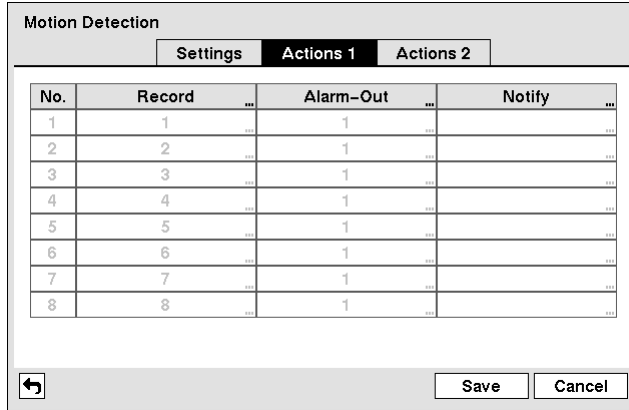 Motion Detection
Settings Actions 1 Actions 2
No. Record ... Alarm-Out ... Notify ...
1 1 ... 1 ... ...
2 2 ... 1 ... ...
3 3 ... 1 ... ...
4 4 ... 1 ... ...
5 5 ... 1 ... ...
6 6 ... 1 ... ...
7 7 ... 1 ... ...
8 8 ... 1 ... ...
Save Cancel